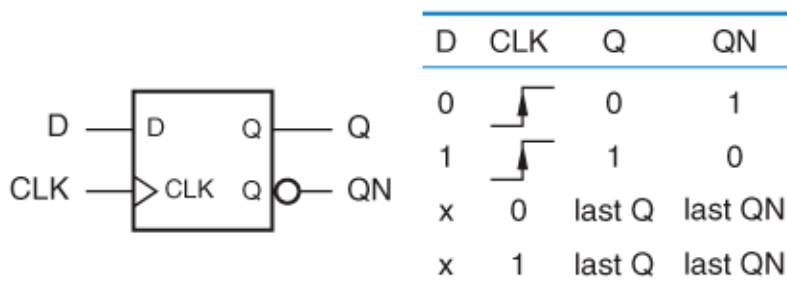 D CLK Q QN
0 0 1
1 1 0
x 0 last Q last QN
x 1 last Q last QN
D D Q Q
CLK CLK Q QN